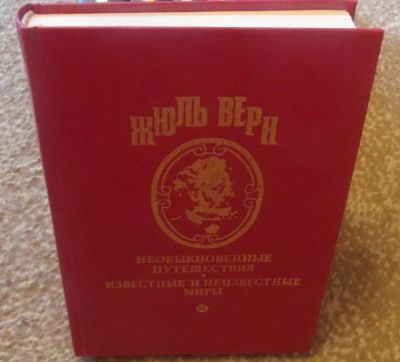 ЖЮЛЬ ВЕРН
НЕОБЫКНОВЕННЫЕ
ПУТЕШЕСТВИЯ
•
ИЗВЕСТНЫЕ И НЕИЗВЕСТНЫЕ
МИРЫ